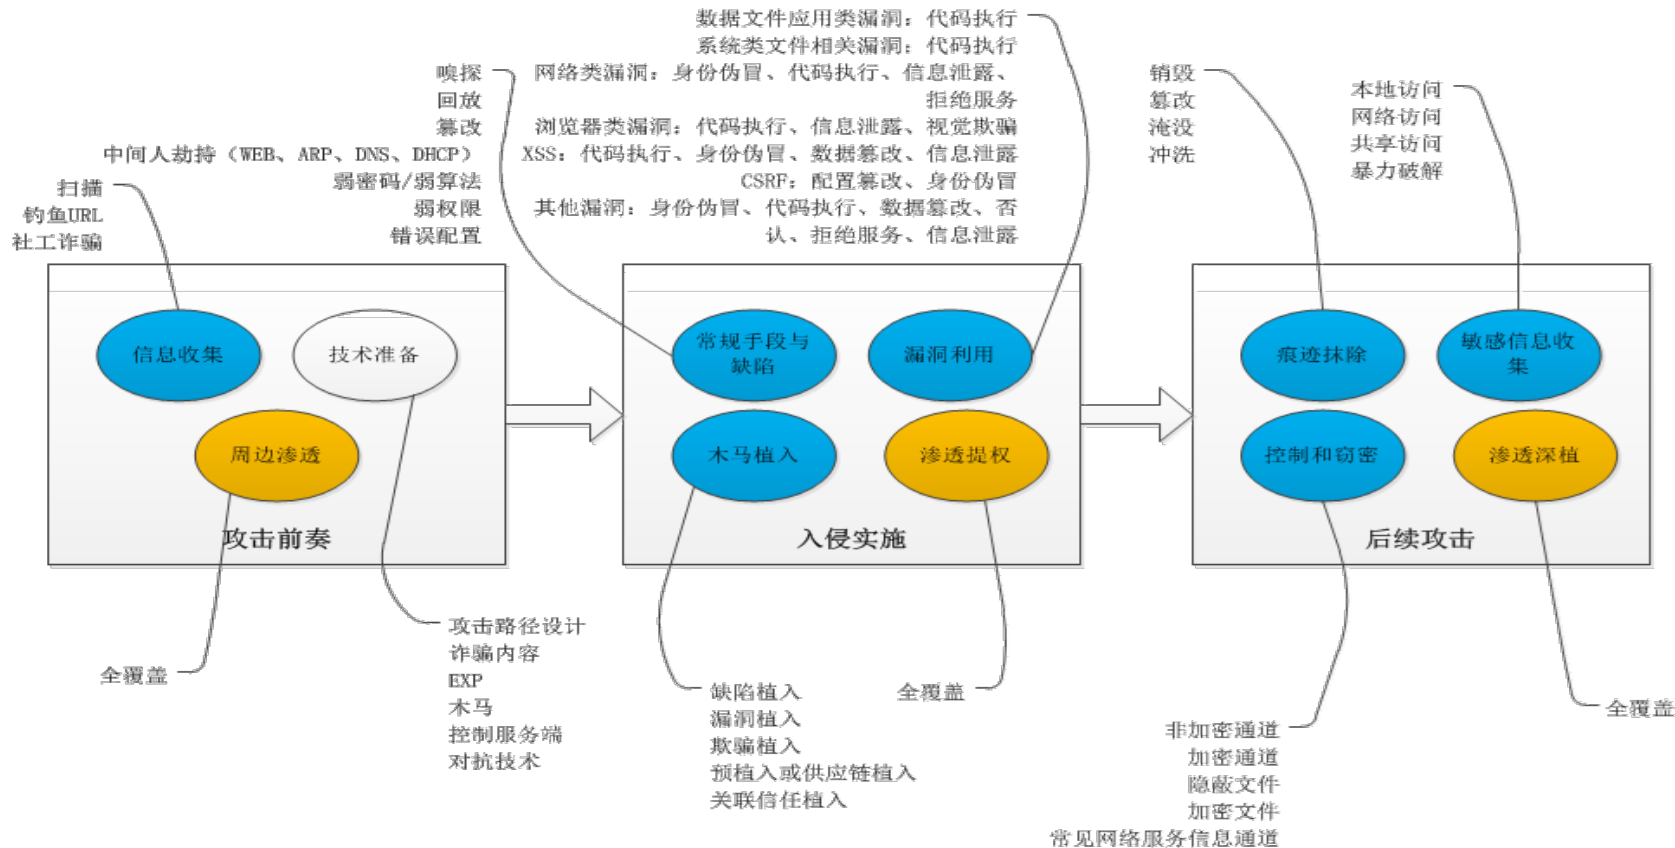 数据文件应用类漏洞：代码执行
系统类文件相关漏洞：代码执行
网络类漏洞：身份伪冒、代码执行、信息泄露、
拒绝服务
浏览器类漏洞：代码执行、信息泄露、视觉欺骗
XSS：代码执行、身份伪冒、数据篡改、信息泄露
CSRF：配置篡改、身份伪冒
其他漏洞：身份伪冒、代码执行、数据篡改、否
认、拒绝服务、信息泄露
嗅探
回放
篡改
中间人劫持（WEB、ARP、DNS、DHCP）
弱密码/弱算法
弱权限
错误配置
扫描
钓鱼URL
社工诈骗
销毁
篡改
淹没
冲洗
本地访问
网络访问
共享访问
暴力破解
信息收集
技术准备
周边渗透
攻击前奏
常规手段与
缺陷
漏洞利用
木马植入
渗透提权
入侵实施
痕迹抹除
敏感信息收
集
控制和窃密
渗透深植
后续攻击
全覆盖
攻击路径设计
诈骗内容
EXP
木马
控制服务端
对抗技术
缺陷植入
漏洞植入
欺骗植入
预植入或供应链植入
关联信任植入
全覆盖
非加密通道
加密通道
隐蔽文件
加密文件
常见网络服务信息通道
全覆盖